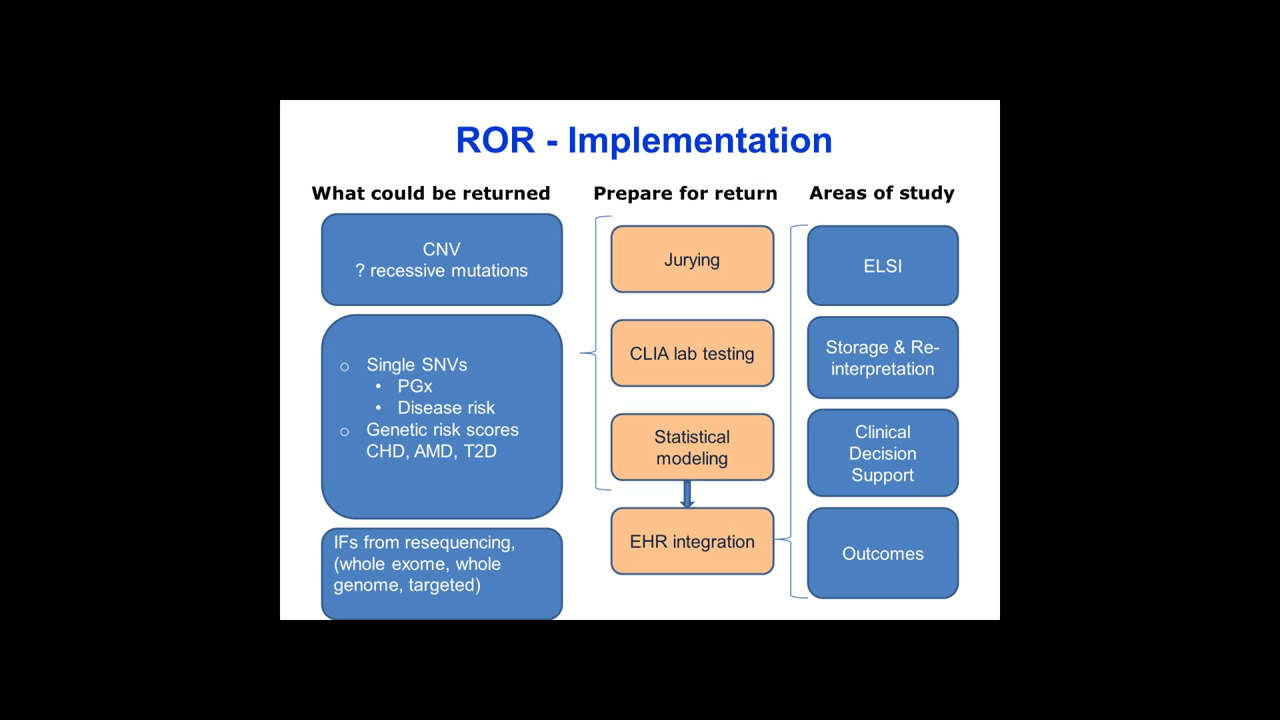 ROR - Implementation
What could be returned
Prepare for return
Areas of study
CNV
? recessive mutations
o Single SNVs
• PGx
• Disease risk
o Genetic risk scores
CHD, AMD, T2D
IFs from resequencing,
(whole exome, whole
genome, targeted)
Jurying
CLIA lab testing
Statistical
modeling
EHR integration
ELSI
Storage & Re-
interpretation
Clinical
Decision
Support
Outcomes